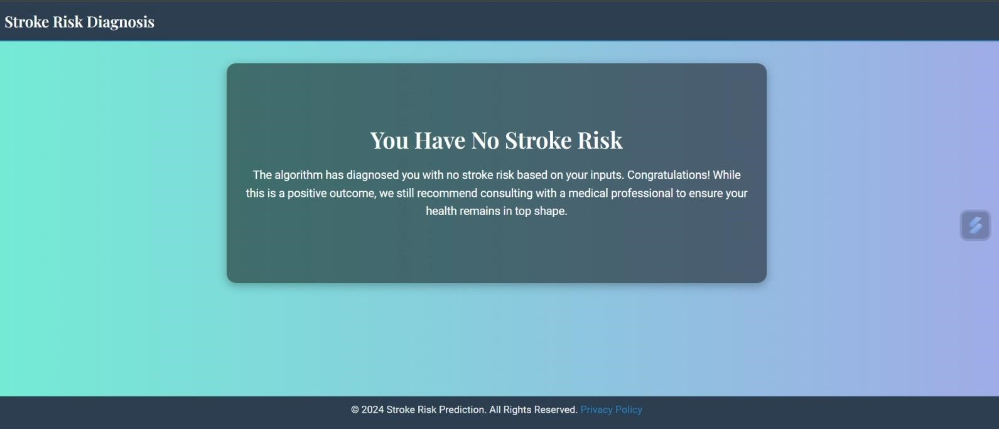 Stroke Risk Diagnosis
You Have No Stroke Risk
The algorithm has diagnosed you with no stroke risk based on your inputs. Congratulations! While
this is a positive outcome, we still recommend consulting with a medical professional to ensure your
health remains in top shape.
© 2024 Stroke Risk Prediction. All Rights Reserved. Privacy Policy